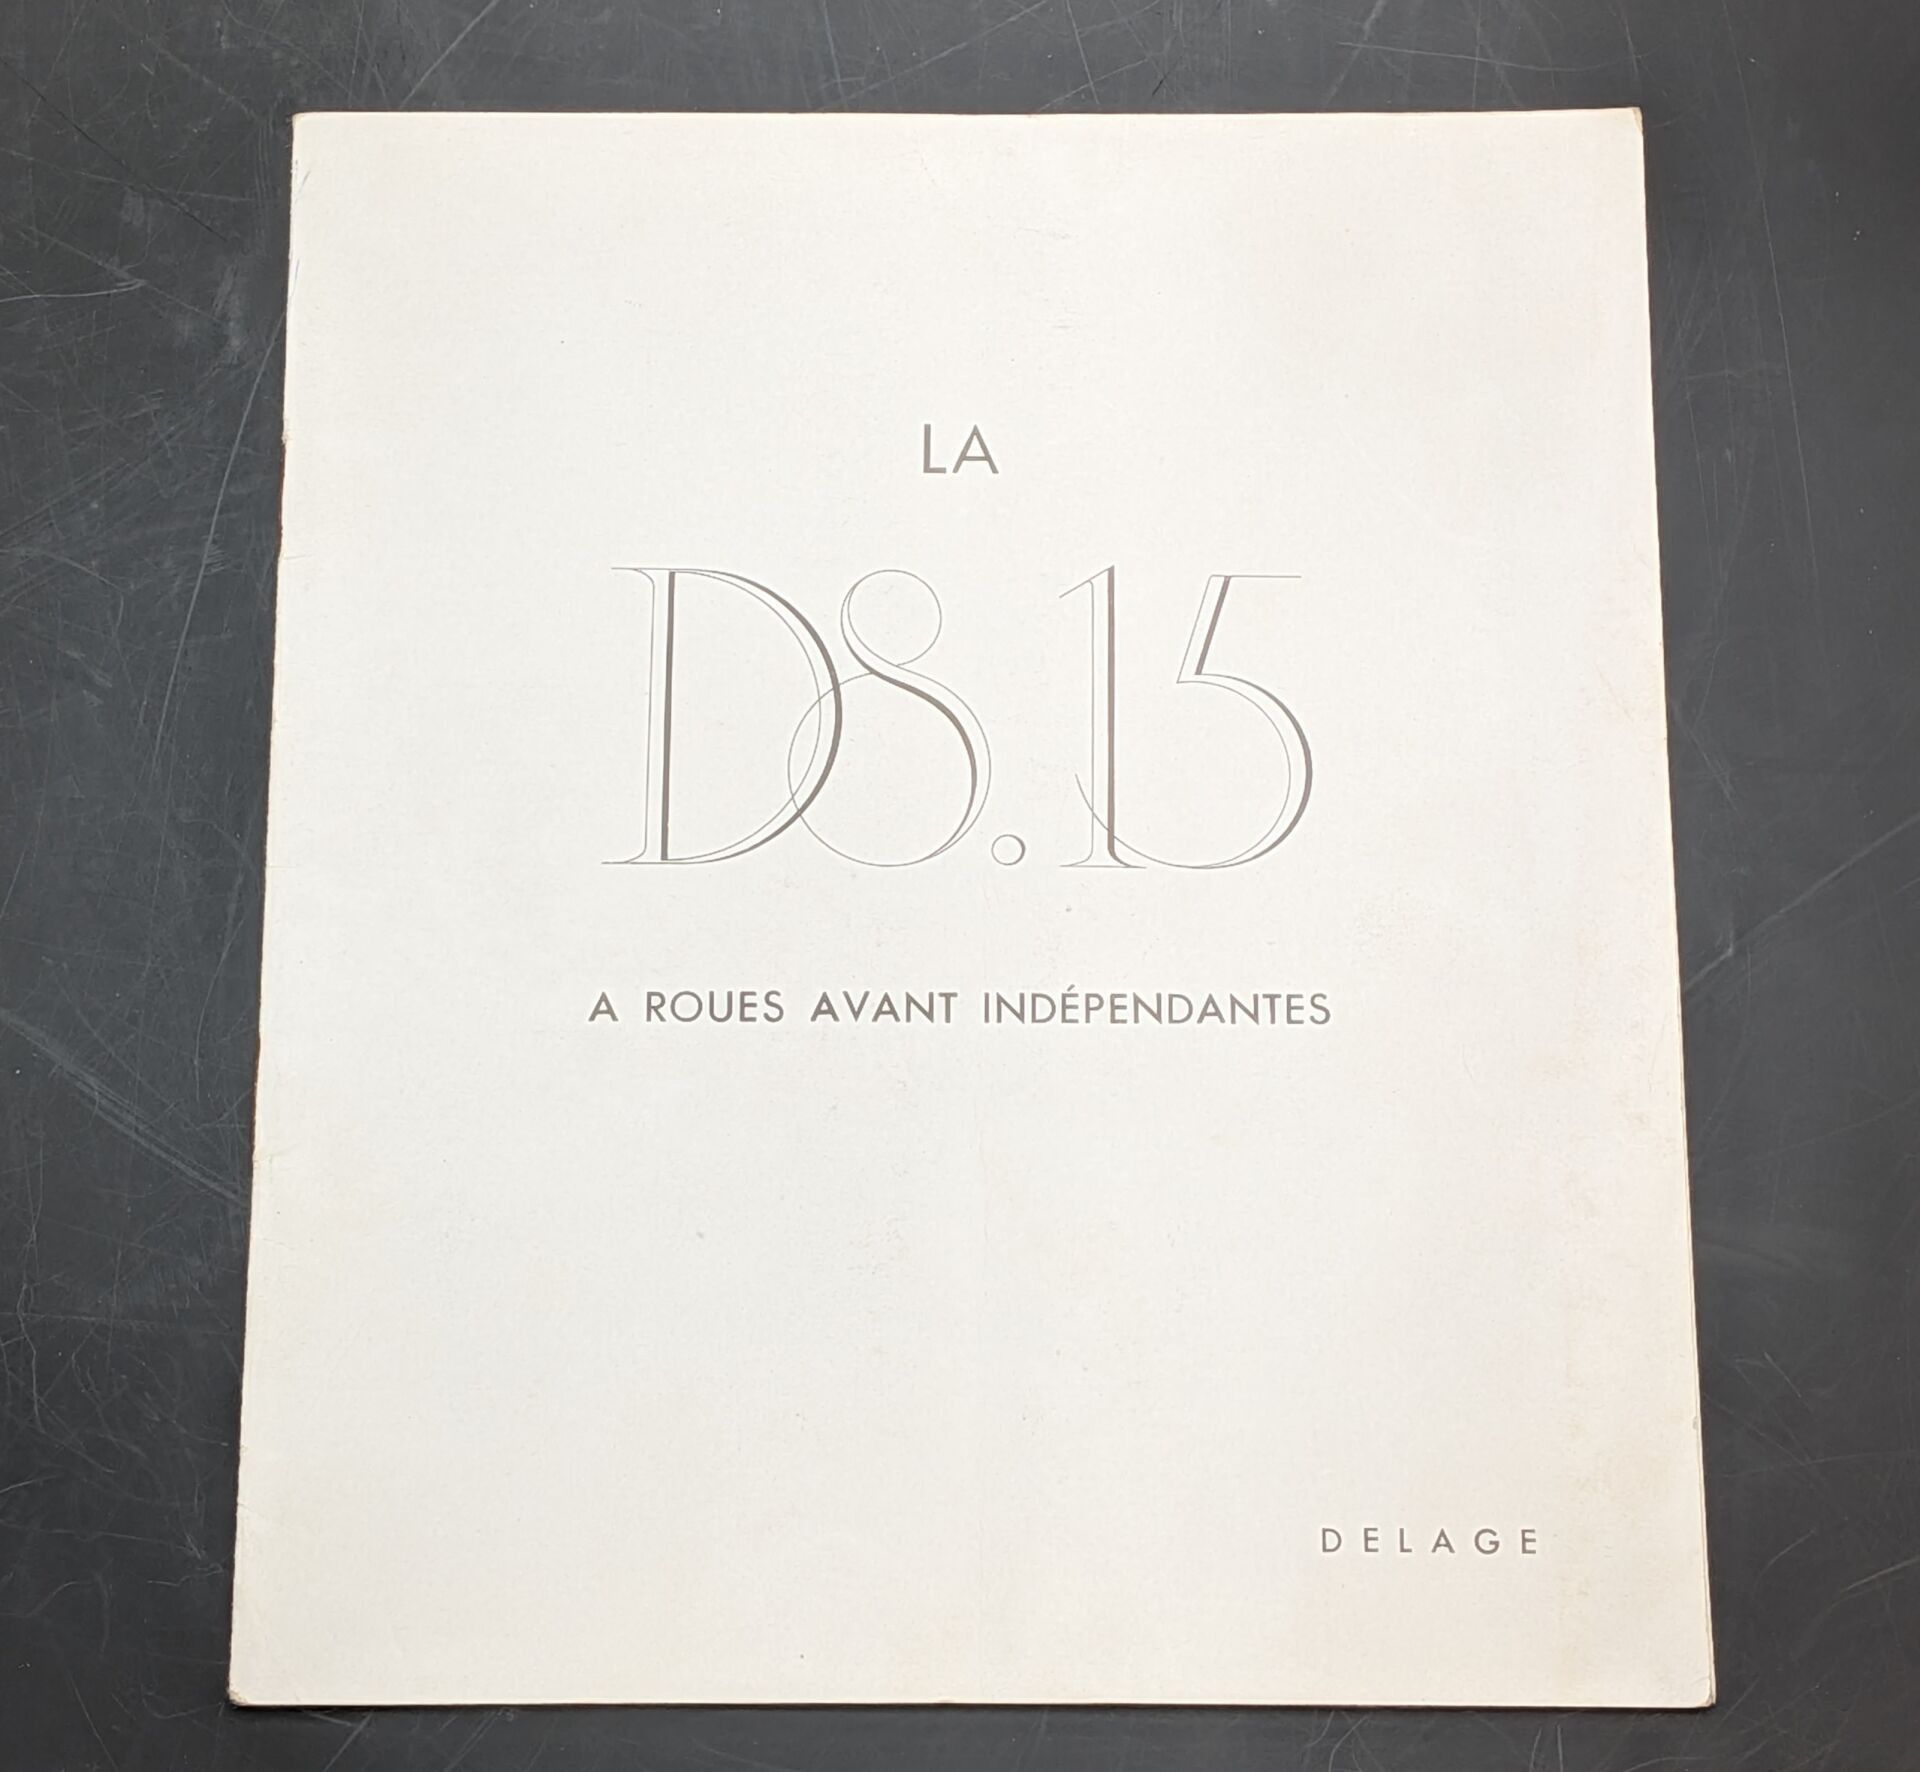 LA
D8.15
A ROUES AVANT INDÉPENDANTES
DELAGE